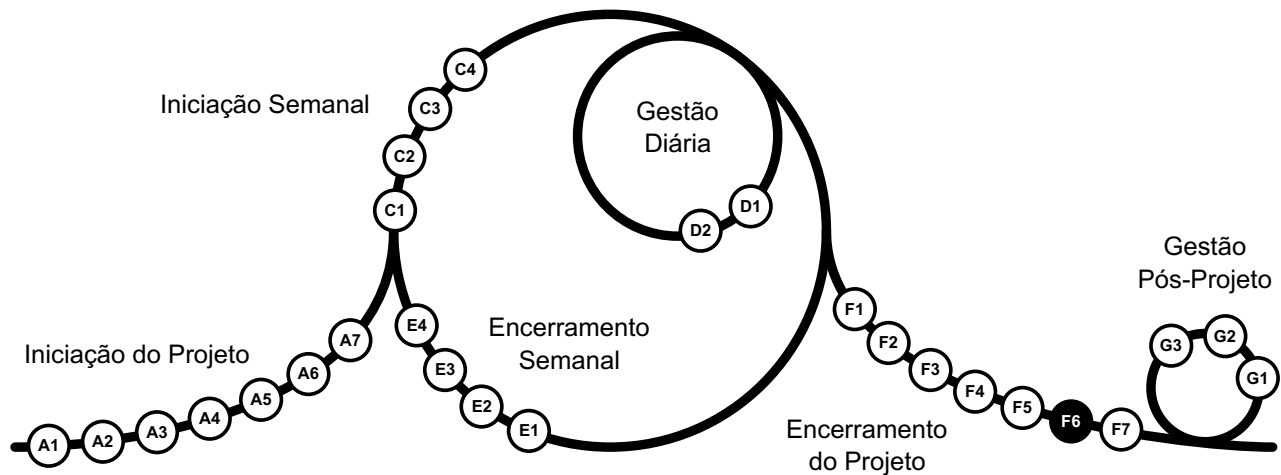 Iniciação do Projeto
A1
A2
A3
A4
A5
A6
A7
Iniciação Semanal
C1
C2
C3
C4
Gestão
Diária
D1
D2
Encerramento
Semanal
E1
E2
E3
E4
Encerramento
do Projeto
F1
F2
F3
F4
F5
F6
F7
Gestão
Pós-Projeto
G1
G2
G3